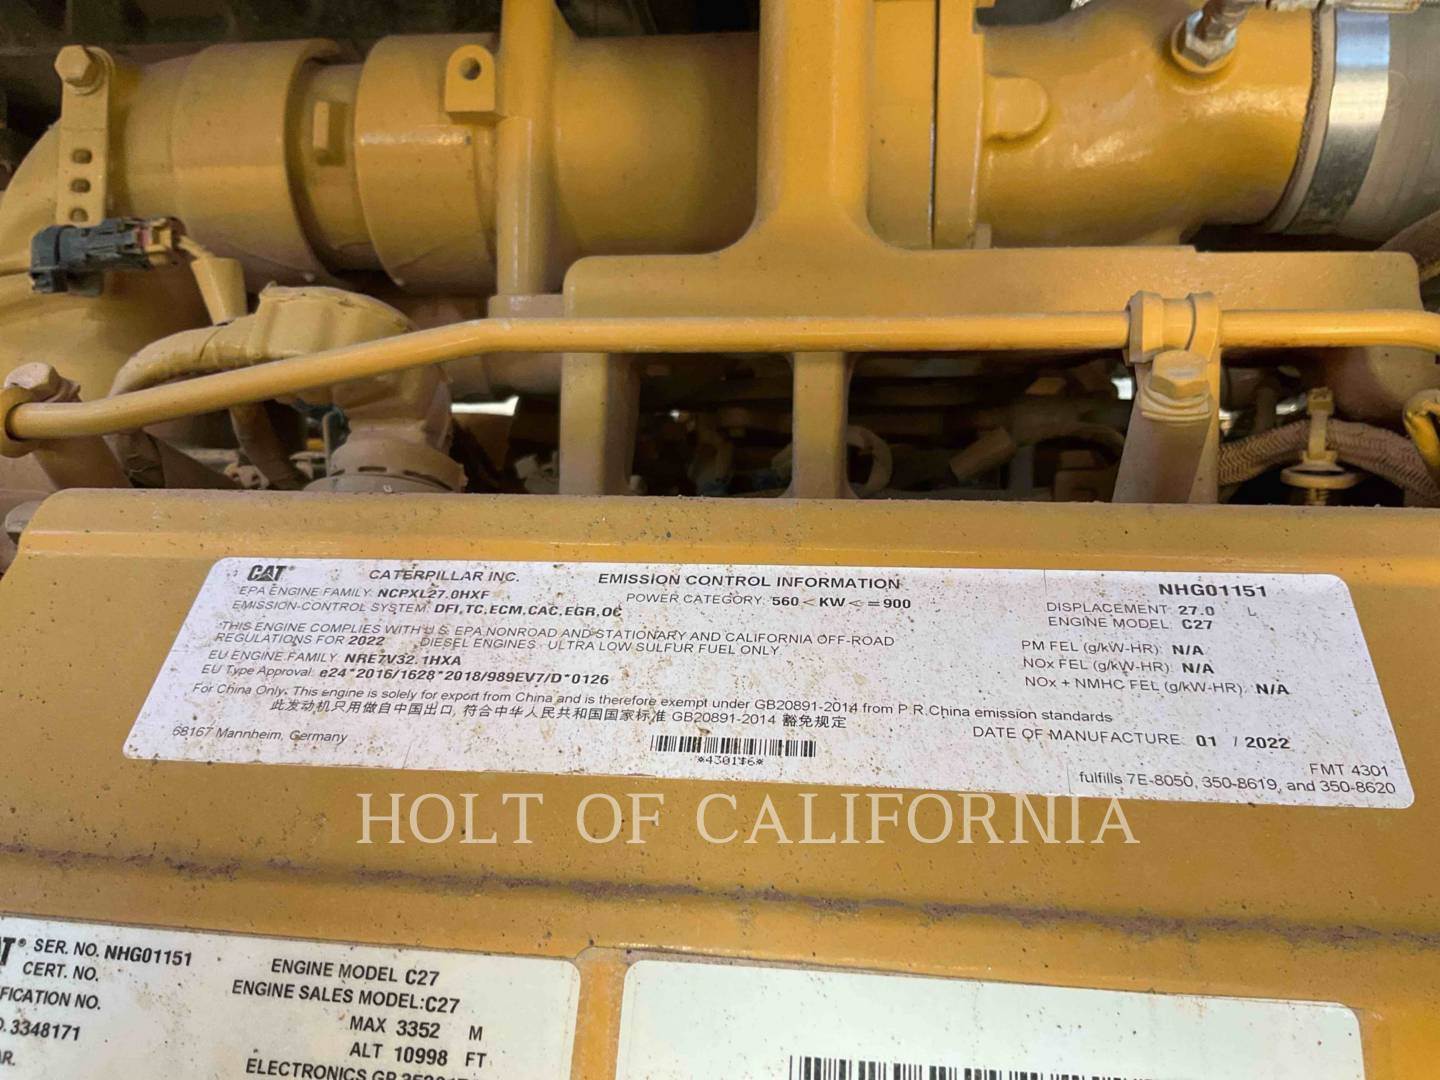 CAT® CATERPILLAR INC. EMISSION CONTROL INFORMATION NHG01151
EPA ENGINE FAMILY: NCPXL27.0HXF POWER CATEGORY: 560 < KW < = 900 DISPLACEMENT: 27.0 L
EMISSION-CONTROL SYSTEM: DFI,TC,ECM,CAC,EGR,OC ENGINE MODEL: C27
THIS ENGINE COMPLIES WITH U.S. EPA NONROAD AND STATIONARY AND CALIFORNIA OFF-ROAD
REGULATIONS FOR 2022 DIESEL ENGINES - ULTRA LOW SULFUR FUEL ONLY.
PM FEL (g/kW-HR): N/A
EU ENGINE FAMILY: NRE7V32.1HXA NOx FEL (g/kW-HR): N/A
EU Type Approval: e24*2016/1628*2018/989EV7/D*0126 NOx + NMHC FEL (g/kW-HR): N/A
For China Only: This engine is solely for export from China and is therefore exempt under GB20891-2014 from P.R.China emission standards
此发动机只用做自中国出口, 符合中华人民共和国国家标准 GB20891-2014 豁免规定
68167 Mannheim, Germany DATE OF MANUFACTURE: 01 / 2022
FMT 4301
fulfills 7E-8050, 350-8619, and 350-8620
HOLT OF CALIFORNIA
SER. NO. NHG01151 ENGINE MODEL C27
CERT. NO. ENGINE SALES MODEL:C27
FICATION NO. MAX 3352 M
3348171 ALT 10998 FT
ELECTRONICS GP